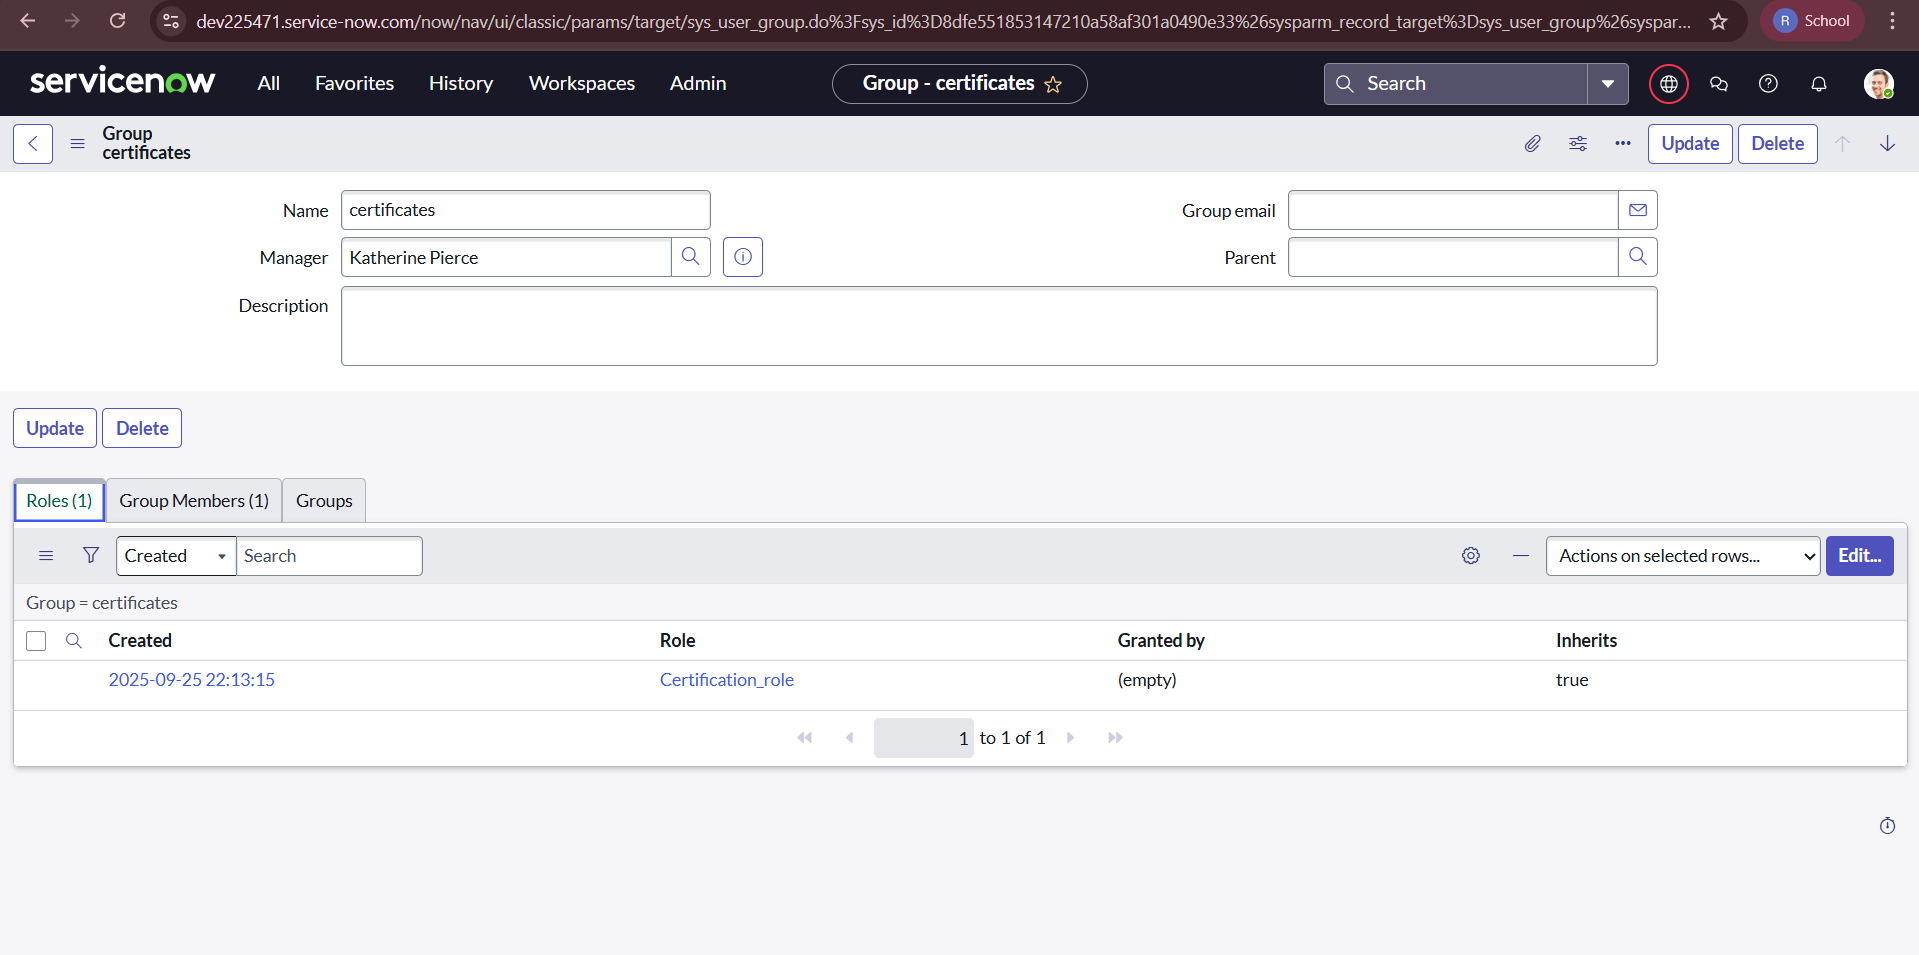 dev225471.service-now.com/now/nav/ui/classic/params/target/sys_user_group.do%3Fsys_id%3D8dfe551853147210a58af301a0490e33%26sysparm_record_target%3Dsys_user_group%26syspar...
R School
servicenow All Favorites History Workspaces Admin Group - certificates Search
Group
certificates
Update Delete
Name certificates Group email
Manager Katherine Pierce Parent
Description
Update Delete
Roles (1) Group Members (1) Groups
Created Search Actions on selected rows... Edit...
Group = certificates
Created Role Granted by Inherits
2025-09-25 22:13:15 Certification_role (empty) true
1 to 1 of 1